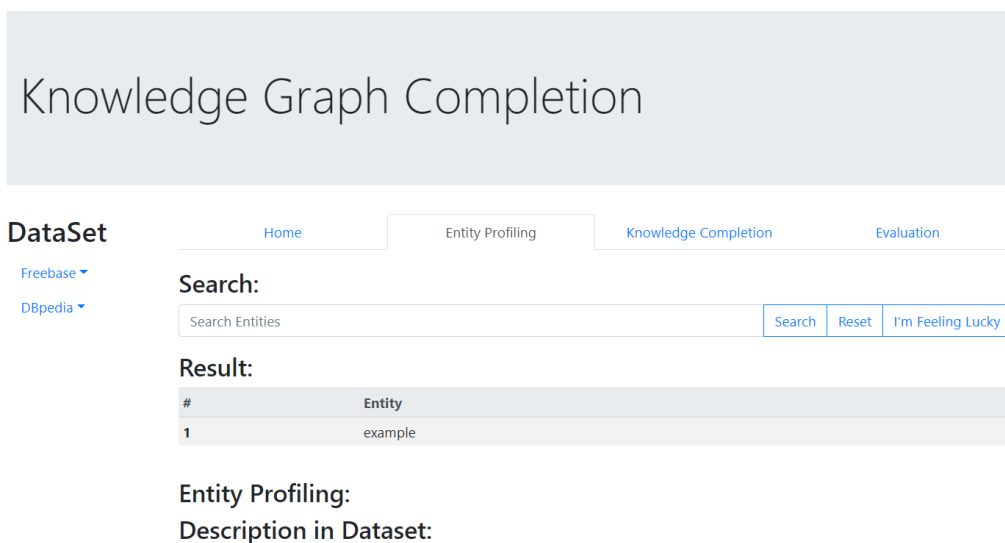 Knowledge Graph Completion
DataSet
Home Entity Profiling Knowledge Completion Evaluation
Freebase
DBpedia
Search:
Search Entities Search Reset I'm Feeling Lucky
Result:
# Entity
1 example
Entity Profiling:
Description in Dataset: